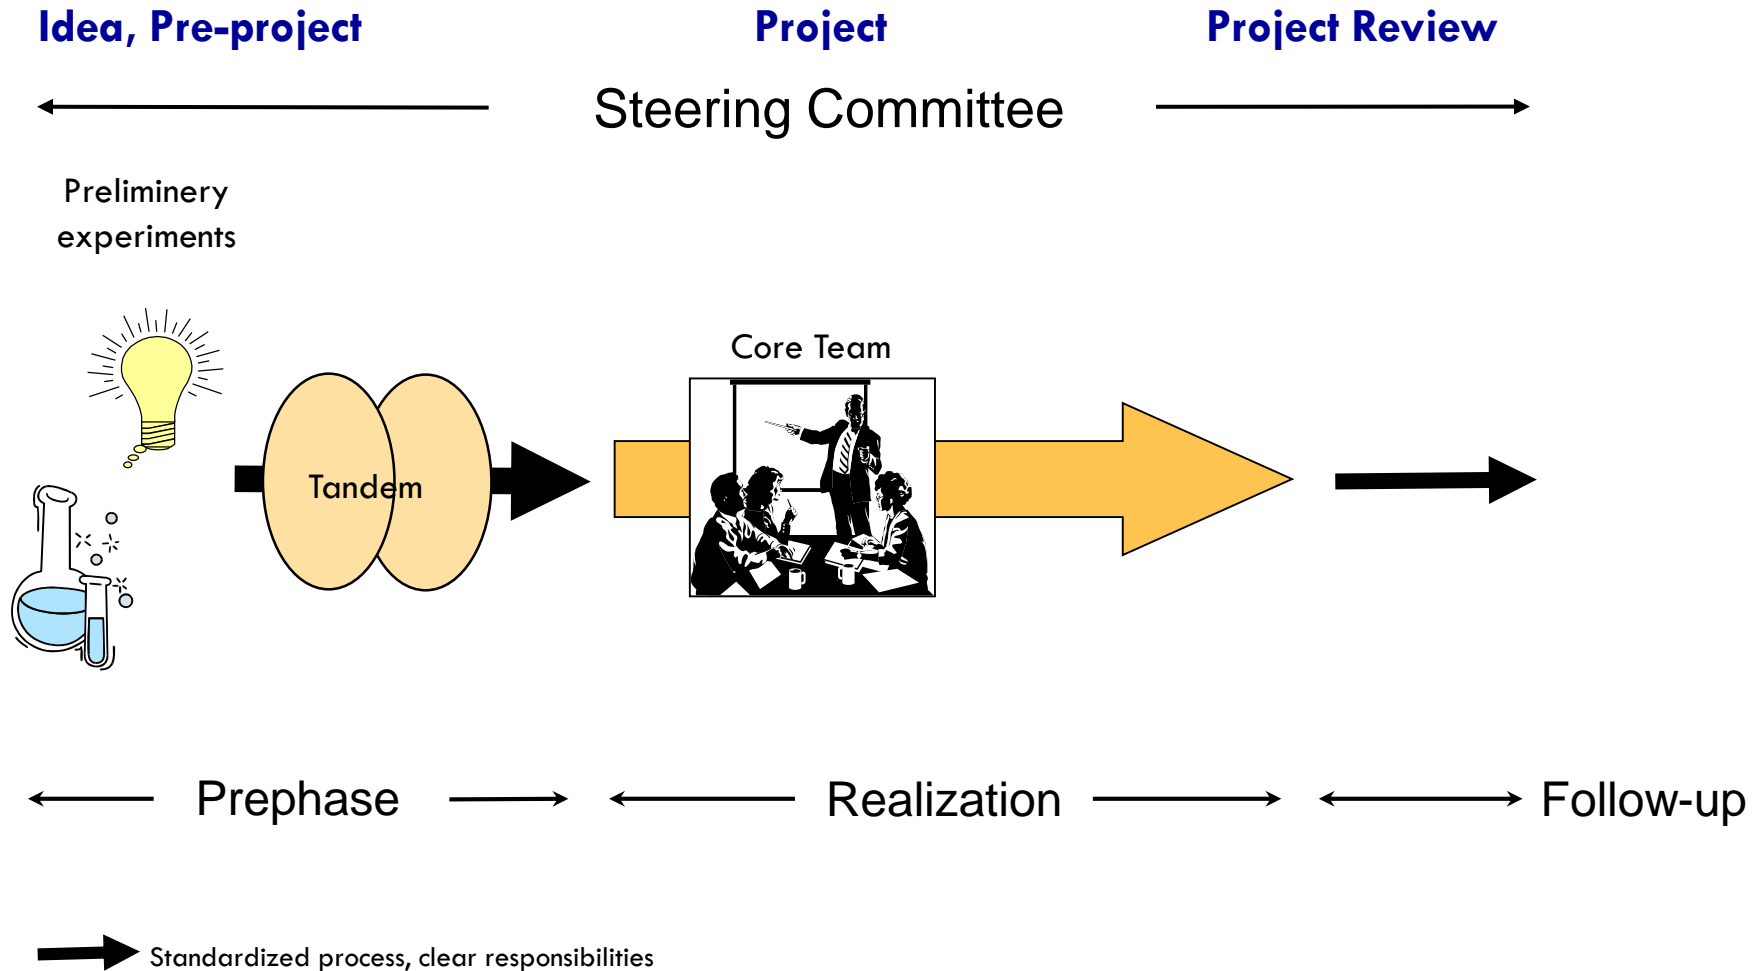 Idea, Pre-project
Project
Project Review
Steering Committee
Preliminery
experiments
Core Team
Tandem
Prephase
Realization
Follow-up
Standardized process, clear responsibilities